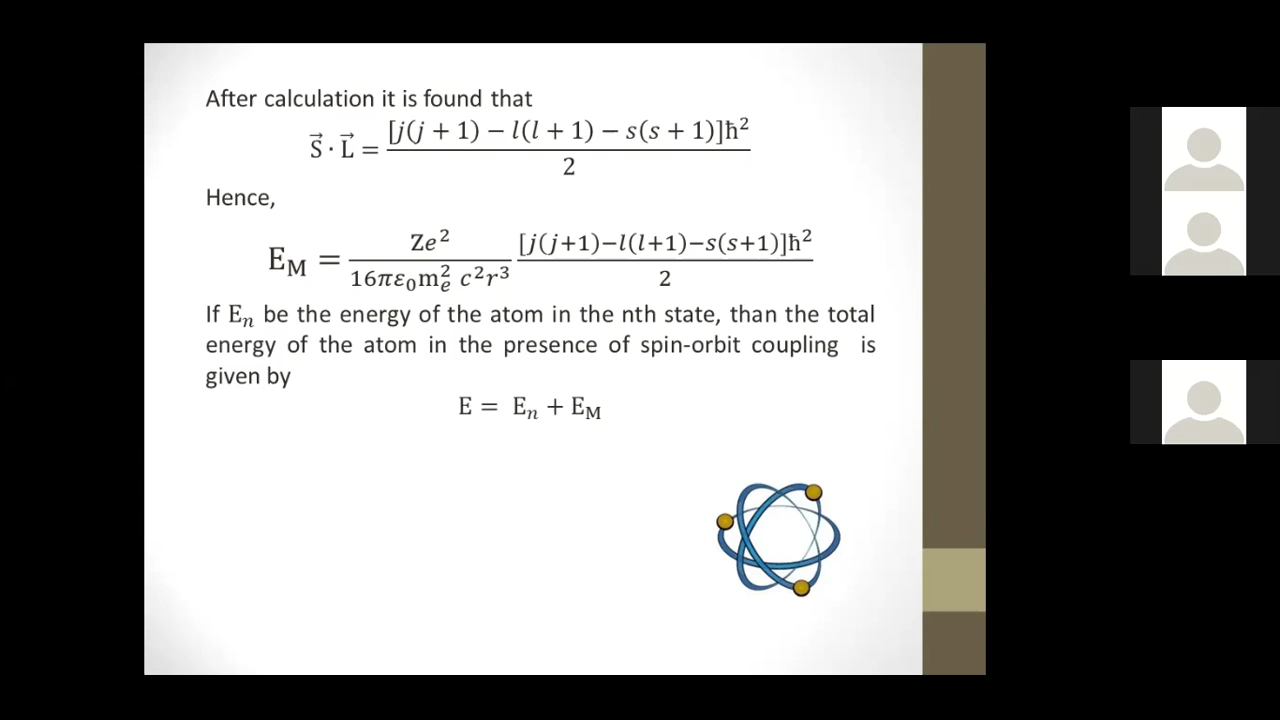 After calculation it is found that
S⃗ · L⃗ = [j(j + 1) − l(l + 1) − s(s + 1)]ħ² / 2
Hence,
E_M = Ze² / 16πε₀m_e² c²r³ [j(j+1)−l(l+1)−s(s+1)]ħ² / 2
If E_n be the energy of the atom in the nth state, than the total
energy of the atom in the presence of spin-orbit coupling is
given by
E = E_n + E_M